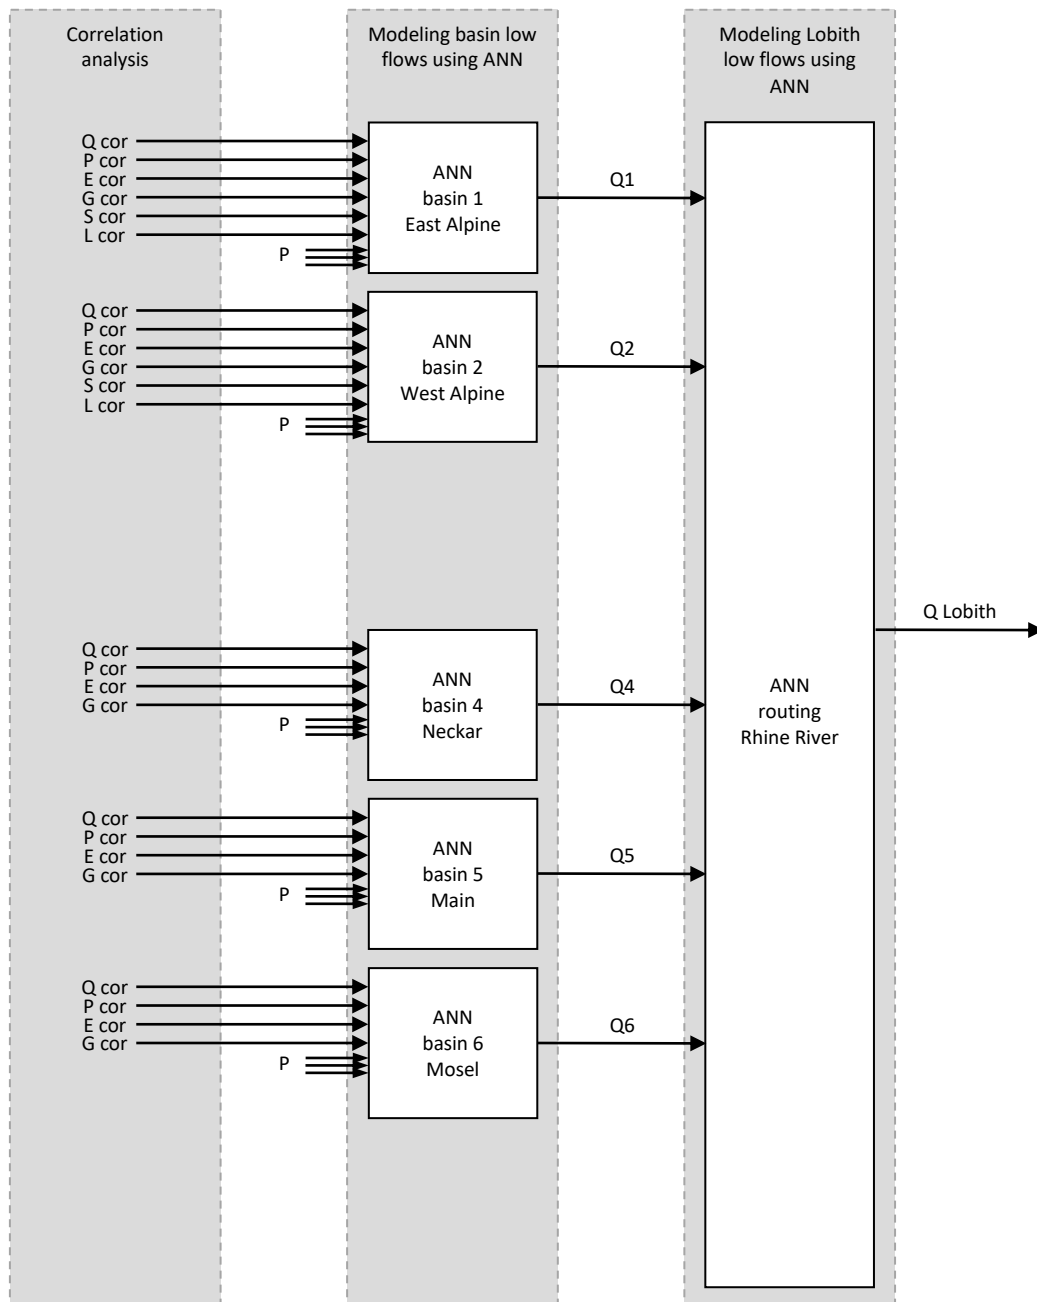 Correlation
analysis
Modeling basin low
flows using ANN
Modeling Lobith
low flows using
ANN
Q cor
P cor
E cor
G cor
S cor
L cor
P
ANN
basin 1
East Alpine
Q1
Q cor
P cor
E cor
G cor
S cor
L cor
P
ANN
basin 2
West Alpine
Q2
Q cor
P cor
E cor
G cor
P
ANN
basin 4
Neckar
Q4
Q cor
P cor
E cor
G cor
P
ANN
basin 5
Main
Q5
Q cor
P cor
E cor
G cor
P
ANN
basin 6
Mosel
Q6
ANN
routing
Rhine River
Q Lobith